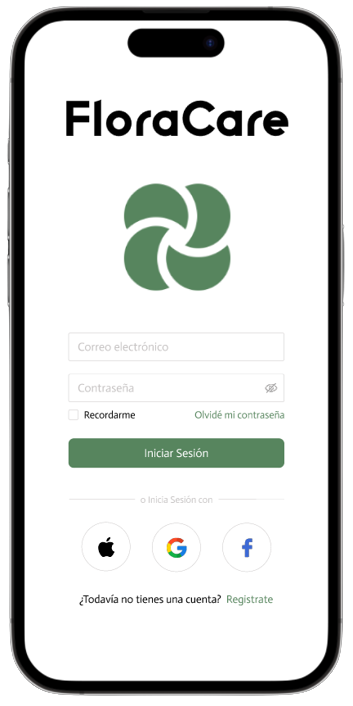 FloraCare
Correo electrónico
Contraseña
Recordarme Olvidé mi contraseña
Iniciar Sesión
o Inicia Sesión con
¿Todavía no tienes una cuenta? Registrate